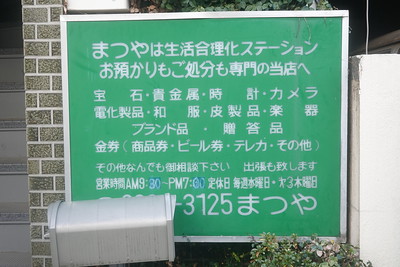 まつやは生活合理化ステーション
お預かりもご処分も専門の当店へ
宝石・貴金属・時計・カメラ
電化製品・和服・皮製品・楽器
ブランド品・贈答品
金券(商品券・ビール券・テレカ・その他)
その他なんでも御相談下さい 出張も致します
営業時間AM9:30〜PM7:00 定休日 毎週水曜日・第3木曜日
-3125まつや